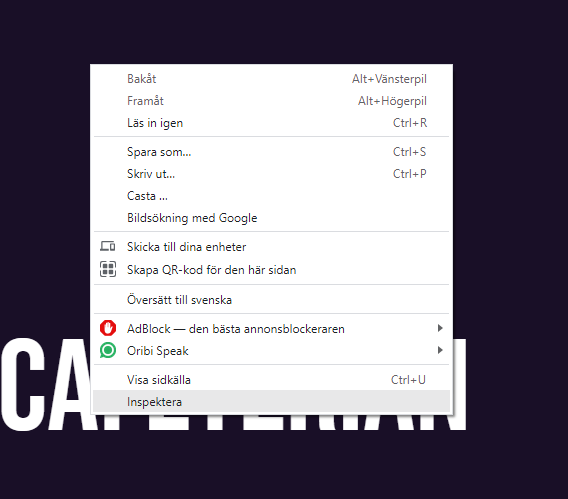 Bakåt Alt+Vänsterpil
Framåt Alt+Högerpil
Läs in igen Ctrl+R
Spara som... Ctrl+S
Skriv ut... Ctrl+P
Casta ...
Bildsökning med Google
Skicka till dina enheter
Skapa QR-kod för den här sidan
Översätt till svenska
AdBlock — den bästa annonsblockeraren
Oribi Speak
Visa sidkälla Ctrl+U
Inspektera
CAFETERIAN